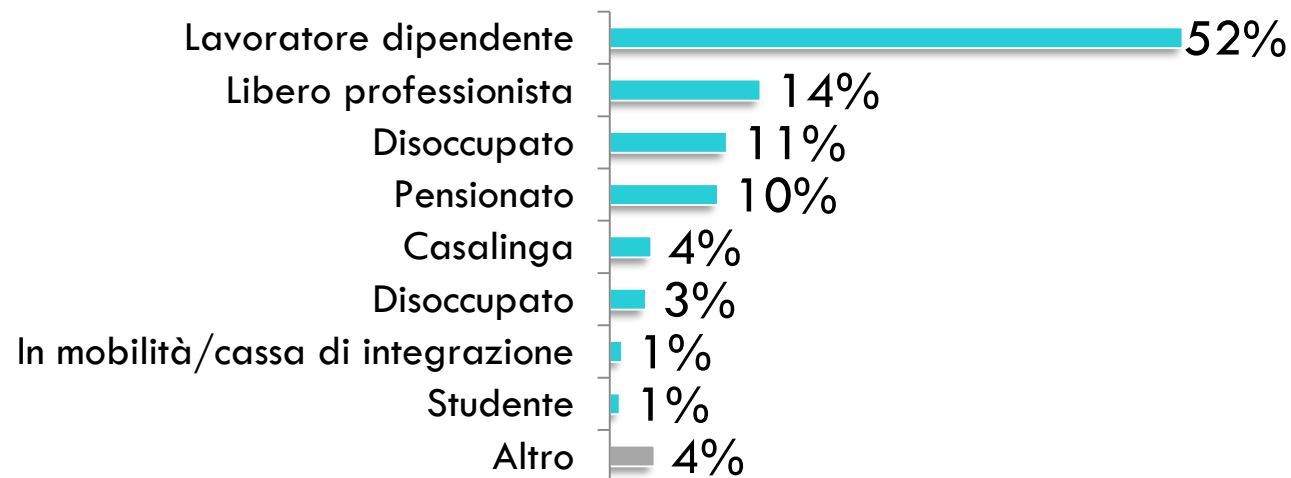 Lavoratore dipendente 52%
Libero professionista 14%
Disoccupato 11%
Pensionato 10%
Casalinga 4%
Disoccupato 3%
In mobilità/cassa di integrazione 1%
Studente 1%
Altro 4%